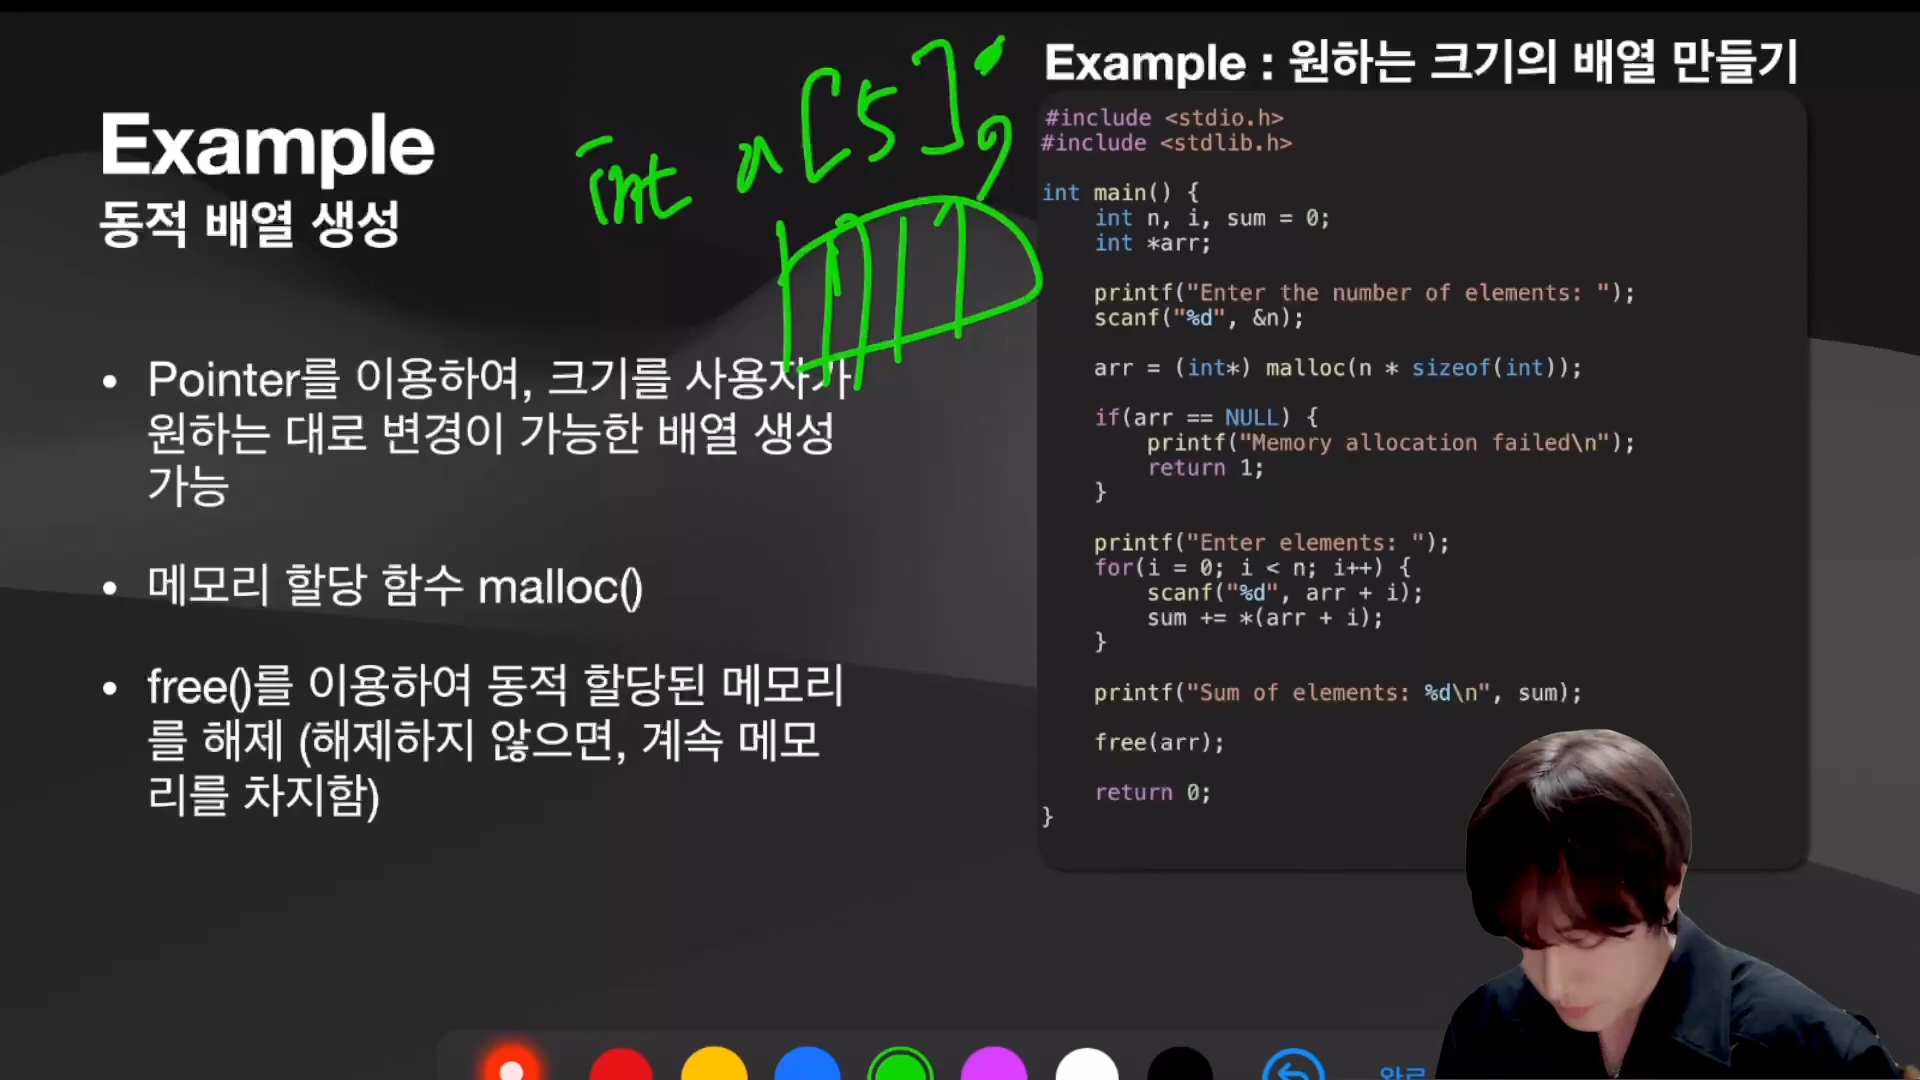 Example
동적 배열 생성
int a[5];
• Pointer를 이용하여, 크기를 사용자가
원하는 대로 변경이 가능한 배열 생성
가능
• 메모리 할당 함수 malloc()
• free()를 이용하여 동적 할당된 메모리
를 해제 (해제하지 않으면, 계속 메모
리를 차지함)
Example : 원하는 크기의 배열 만들기
#include <stdio.h>
#include <stdlib.h>
int main() {
    int n, i, sum = 0;
    int *arr;
    printf("Enter the number of elements: ");
    scanf("%d", &n);
    arr = (int*) malloc(n * sizeof(int));
    if(arr == NULL) {
        printf("Memory allocation failed\n");
        return 1;
    }
    printf("Enter elements: ");
    for(i = 0; i < n; i++) {
        scanf("%d", arr + i);
        sum += *(arr + i);
    }
    printf("Sum of elements: %d\n", sum);
    free(arr);
    return 0;
}
완료